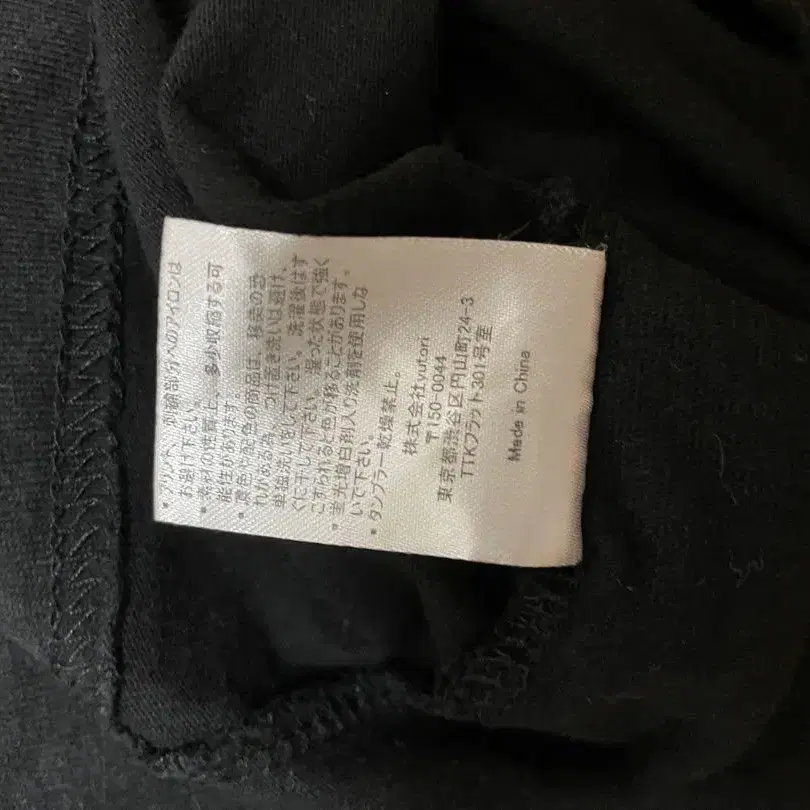 * プリント、刺繍部分へのアイロンは
お避け下さい。
* 素材の性質上、多少収縮する可
能性があります。
* 濃色、配色の商品は、移染の恐
れがある為、つけ置き洗いは避け、
単独洗いをして下さい。洗濯後はす
ぐに干して下さい。湿った状態で強く
こすられると色が移ることがあります。
* 蛍光増白剤入り洗剤を使用しな
いで下さい。
* タンブラー乾燥禁止。
株式会社yutori
〒150-0044
東京都渋谷区円山町24-3
TTKフラット301号室
Made in China